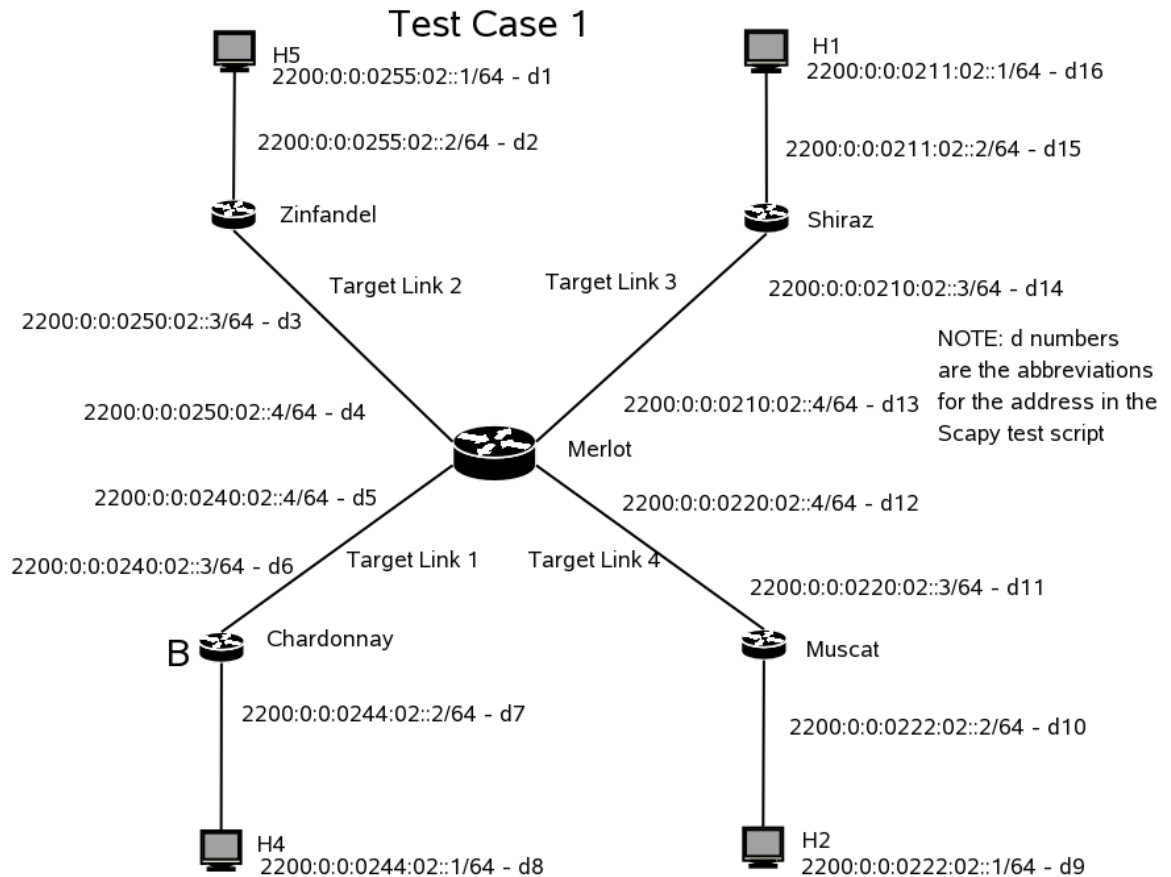 Test Case 1
H5
2200:0:0:0255:02::1/64 - d1
H1
2200:0:0:0211:02::1/64 - d16
2200:0:0:0255:02::2/64 - d2
2200:0:0:0211:02::2/64 - d15
Zinfandel
Shiraz
Target Link 2
Target Link 3
2200:0:0:0210:02::3/64 - d14
2200:0:0:0250:02::3/64 - d3
NOTE: d numbers
are the abbreviations
for the address in the
Scapy test script
2200:0:0:0250:02::4/64 - d4
2200:0:0:0210:02::4/64 - d13
Merlot
2200:0:0:0240:02::4/64 - d5
2200:0:0:0220:02::4/64 - d12
2200:0:0:0240:02::3/64 - d6
Target Link 1
Target Link 4
2200:0:0:0220:02::3/64 - d11
B
Chardonnay
Muscat
2200:0:0:0244:02::2/64 - d7
2200:0:0:0222:02::2/64 - d10
H4
2200:0:0:0244:02::1/64 - d8
H2
2200:0:0:0222:02::1/64 - d9